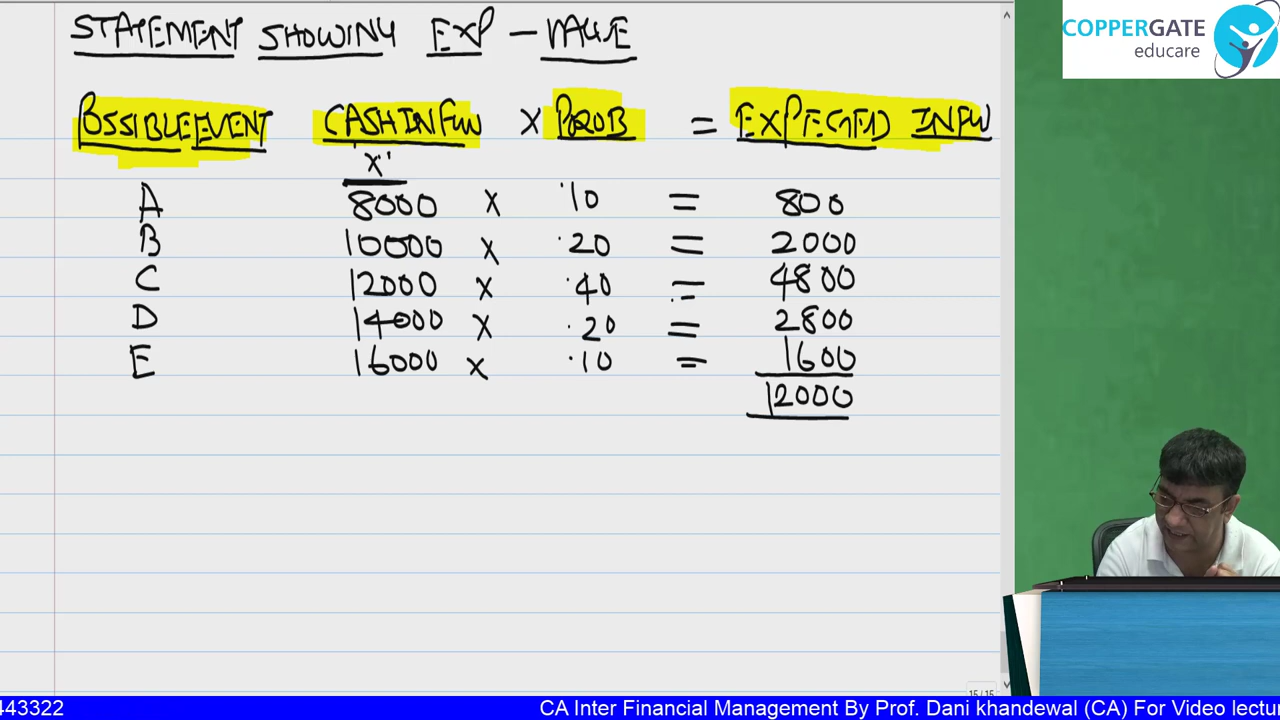 STATEMENT SHOWING EXP - VALUE
COPPERGATE
educare
POSSIBLE EVENT CASH INFLOW X PROB = EXPECTED INFLOW
'X'
A 8000 X .10 = 800
B 10000 X .20 = 2000
C 12000 X .40 = 4800
D 14000 X .20 = 2800
E 16000 X .10 = 1600
12000
15/15
443322 CA Inter Financial Management By Prof. Dani khandewal (CA) For Video lectu